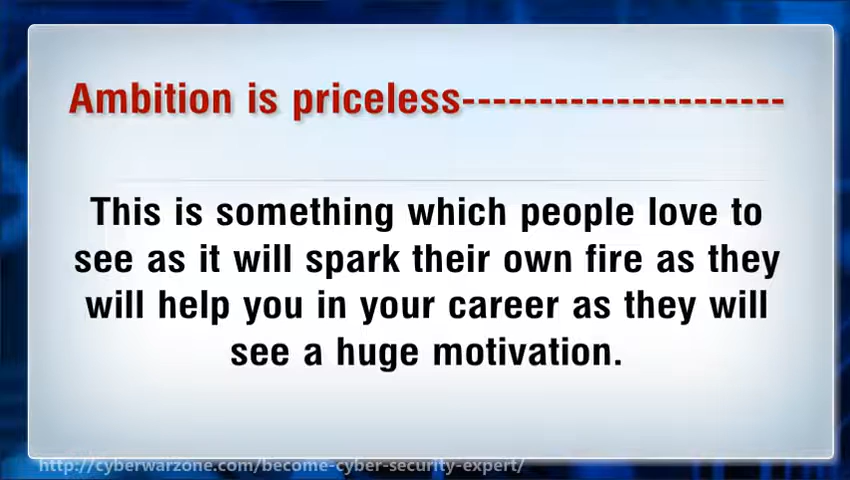 Ambition is priceless---------------------
This is something which people love to
see as it will spark their own fire as they
will help you in your career as they will
see a huge motivation.
http://cyberwarzone.com/become-cyber-security-expert/